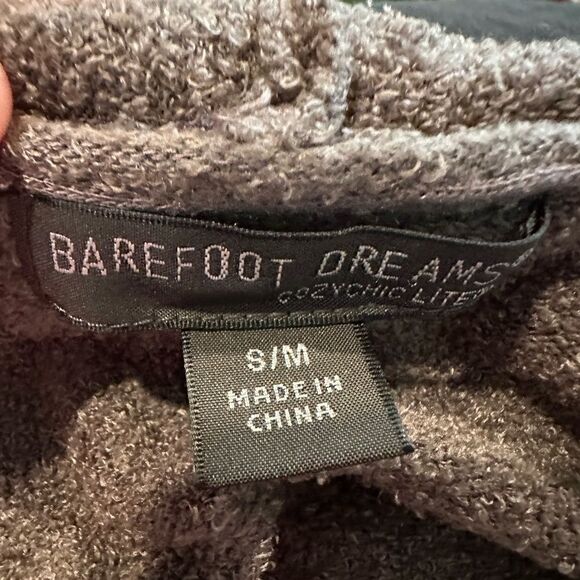 BAREFOOT DREAMS
COZYCHIC LITE
S/M
MADE IN
CHINA